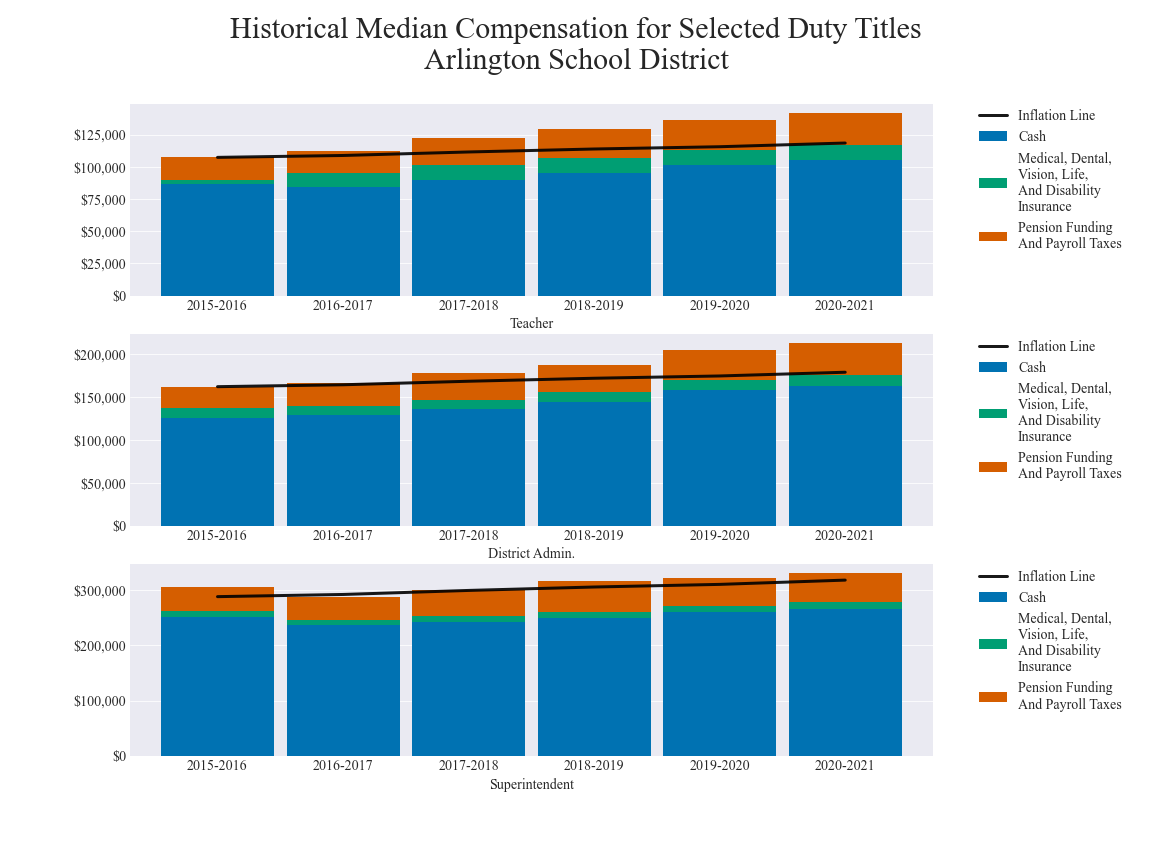 Historical Median Compensation for Selected Duty Titles
Arlington School District
$125,000
$100,000
$75,000
$50,000
$25,000
$0
2015-2016 2016-2017 2017-2018 2018-2019 2019-2020 2020-2021
Teacher
Inflation Line
Cash
Medical, Dental,
Vision, Life,
And Disability
Insurance
Pension Funding
And Payroll Taxes
$200,000
$150,000
$100,000
$50,000
$0
2015-2016 2016-2017 2017-2018 2018-2019 2019-2020 2020-2021
District Admin.
Inflation Line
Cash
Medical, Dental,
Vision, Life,
And Disability
Insurance
Pension Funding
And Payroll Taxes
$300,000
$200,000
$100,000
$0
2015-2016 2016-2017 2017-2018 2018-2019 2019-2020 2020-2021
Superintendent
Inflation Line
Cash
Medical, Dental,
Vision, Life,
And Disability
Insurance
Pension Funding
And Payroll Taxes